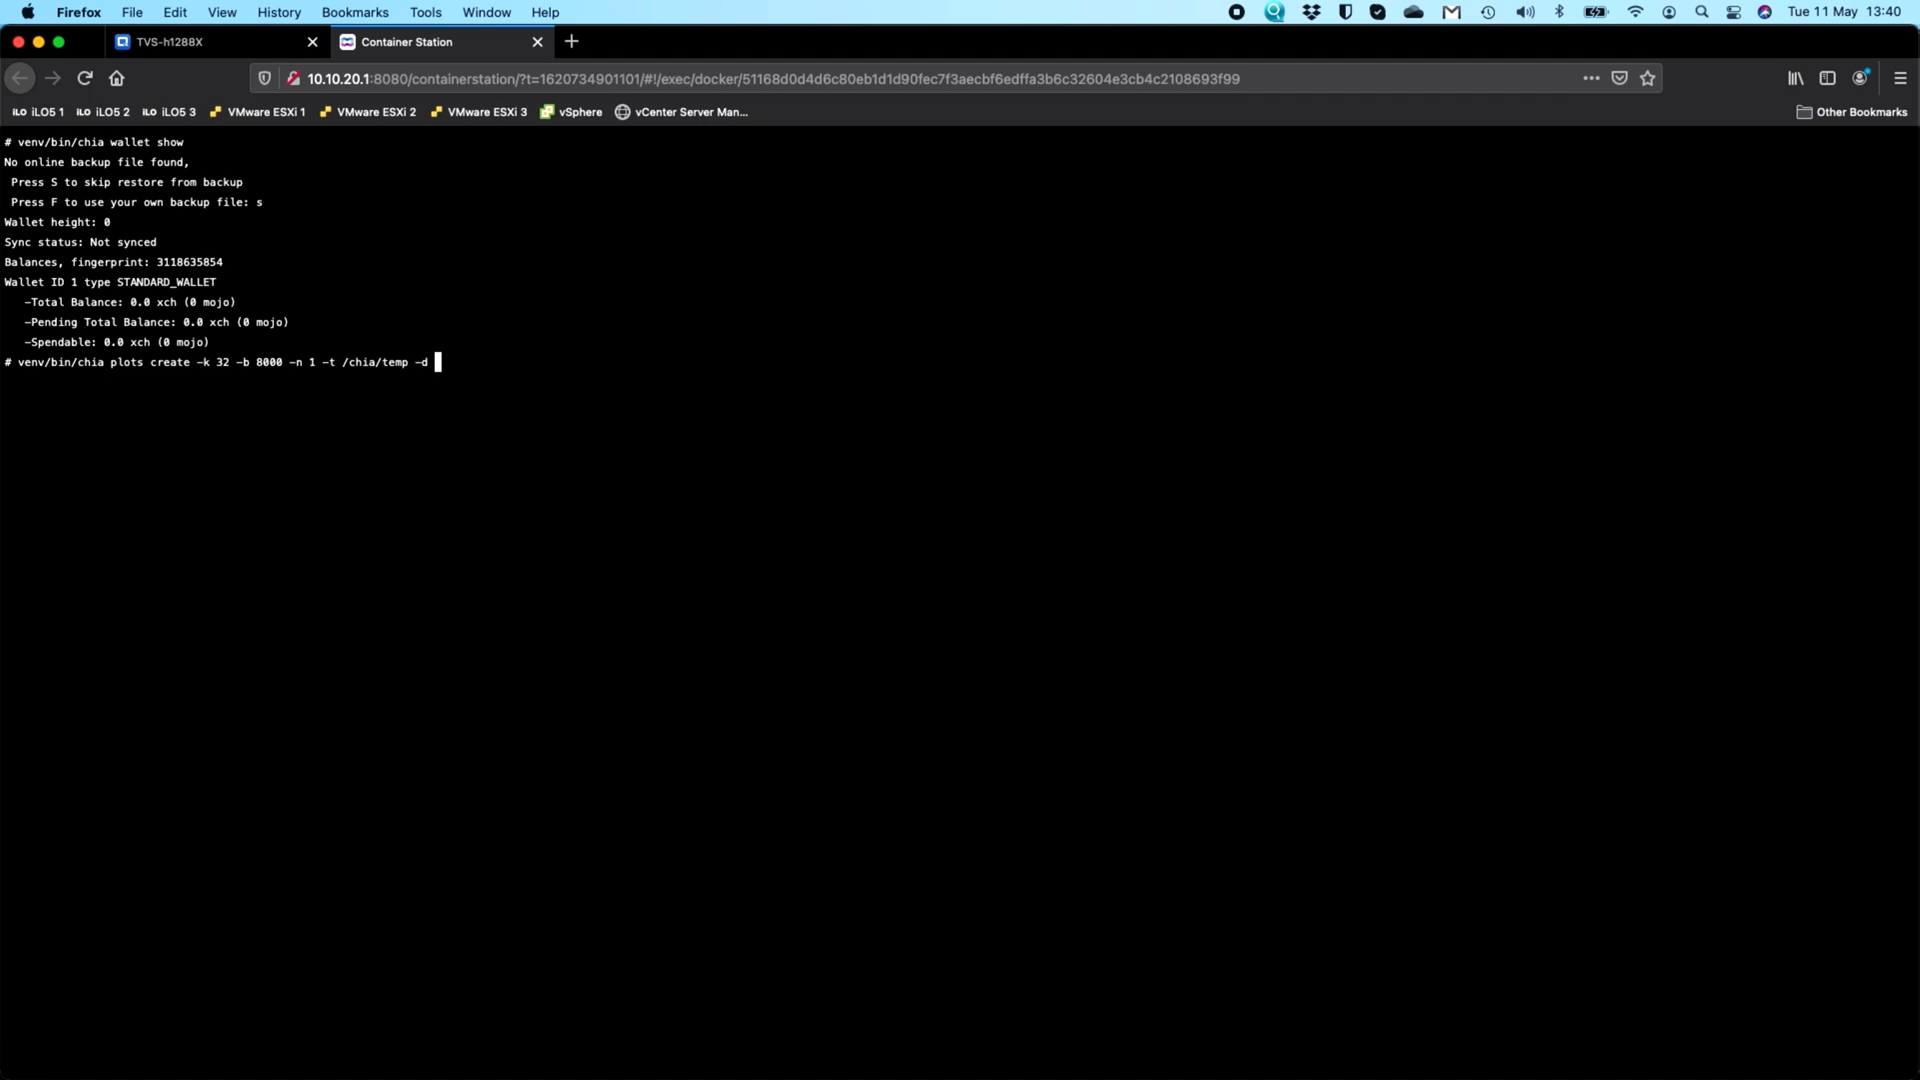 Firefox File Edit View History Bookmarks Tools Window Help Tue 11 May 13:40
TVS-h1288X Container Station
10.10.20.1:8080/containerstation/?t=1620734901101/#!/exec/docker/51168d0d4d6c80eb1d1d90fec7f3aecbf6edffa3b6c32604e3cb4c2108693f99
iLO iLO5 1 iLO iLO5 2 iLO iLO5 3 VMware ESXi 1 VMware ESXi 2 VMware ESXi 3 vSphere vCenter Server Man... Other Bookmarks
# venv/bin/chia wallet show
No online backup file found,
Press S to skip restore from backup
Press F to use your own backup file: s
Wallet height: 0
Sync status: Not synced
Balances, fingerprint: 3118635854
Wallet ID 1 type STANDARD_WALLET
-Total Balance: 0.0 xch (0 mojo)
-Pending Total Balance: 0.0 xch (0 mojo)
-Spendable: 0.0 xch (0 mojo)
# venv/bin/chia plots create -k 32 -b 8000 -n 1 -t /chia/temp -d